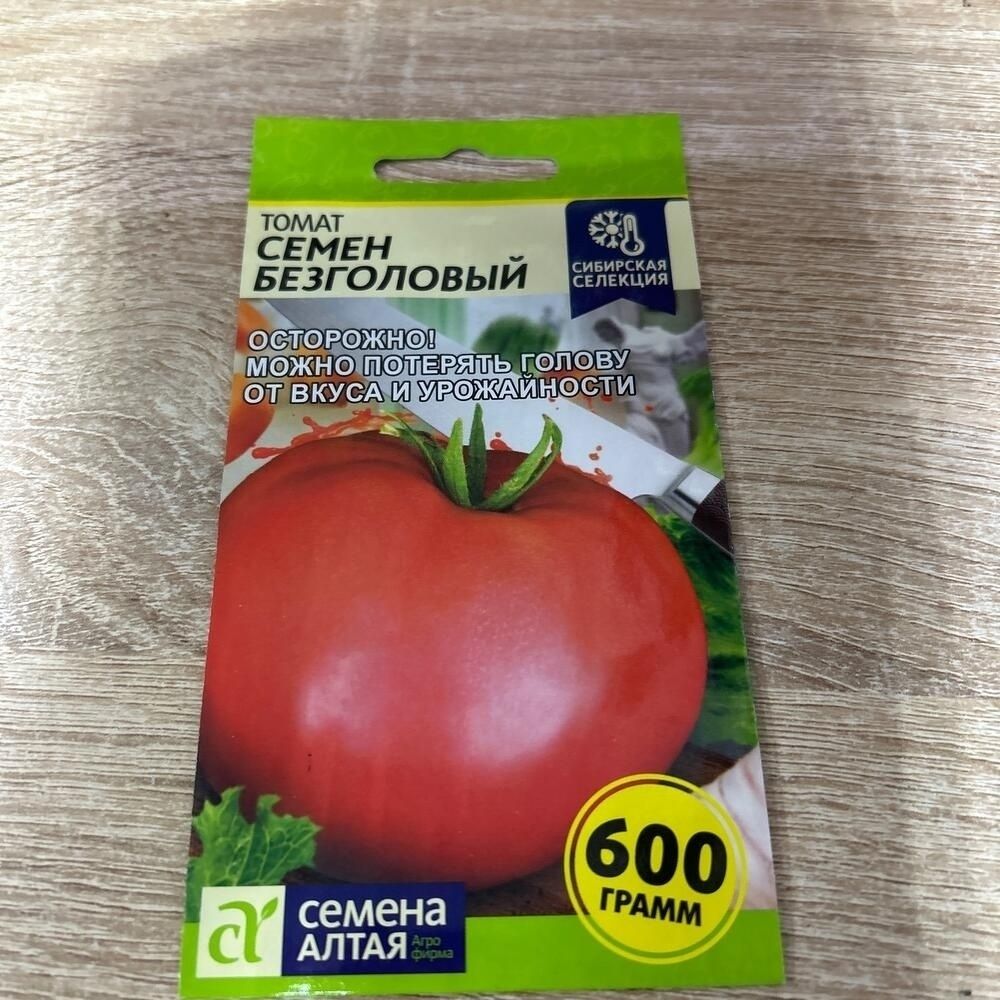 ТОМАТ
СЕМЕН
БЕЗГОЛОВЫЙ
СИБИРСКАЯ
СЕЛЕКЦИЯ
ОСТОРОЖНО!
МОЖНО ПОТЕРЯТЬ ГОЛОВУ
ОТ ВКУСА И УРОЖАЙНОСТИ
600
ГРАММ
семена
АЛТАЯ
Агро
фирма